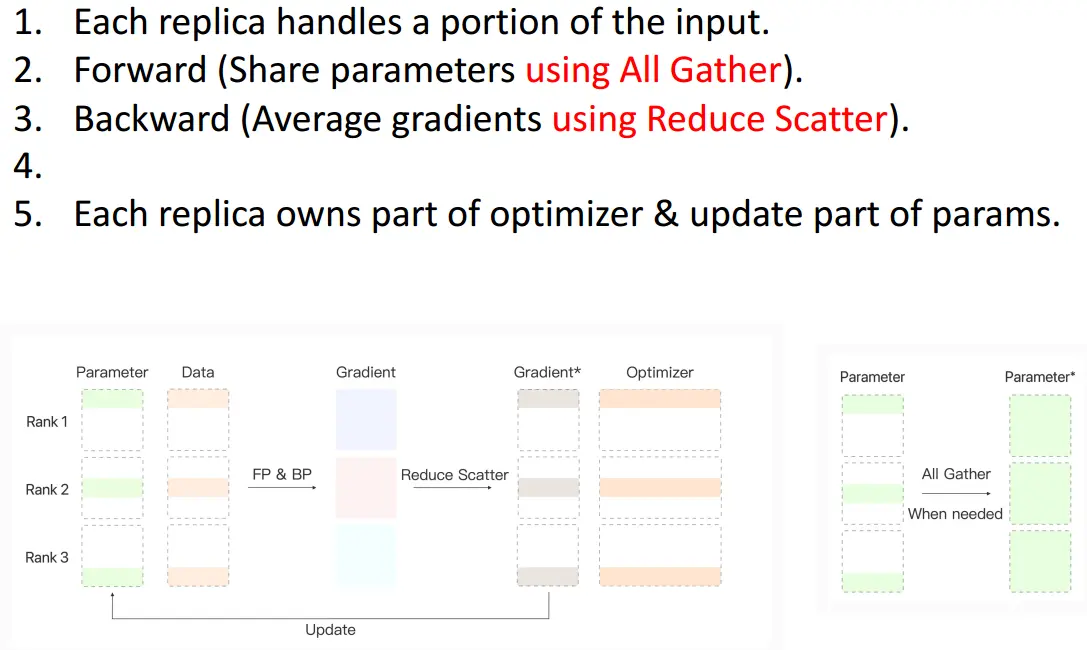 1. Each replica handles a portion of the input.
2. Forward (Share parameters using All Gather).
3. Backward (Average gradients using Reduce Scatter).
4.
5. Each replica owns part of optimizer & update part of params.
Parameter Data Gradient Gradient* Optimizer
Rank 1
Rank 2
Rank 3
FP & BP
Reduce Scatter
Update
Parameter Parameter*
All Gather
When needed